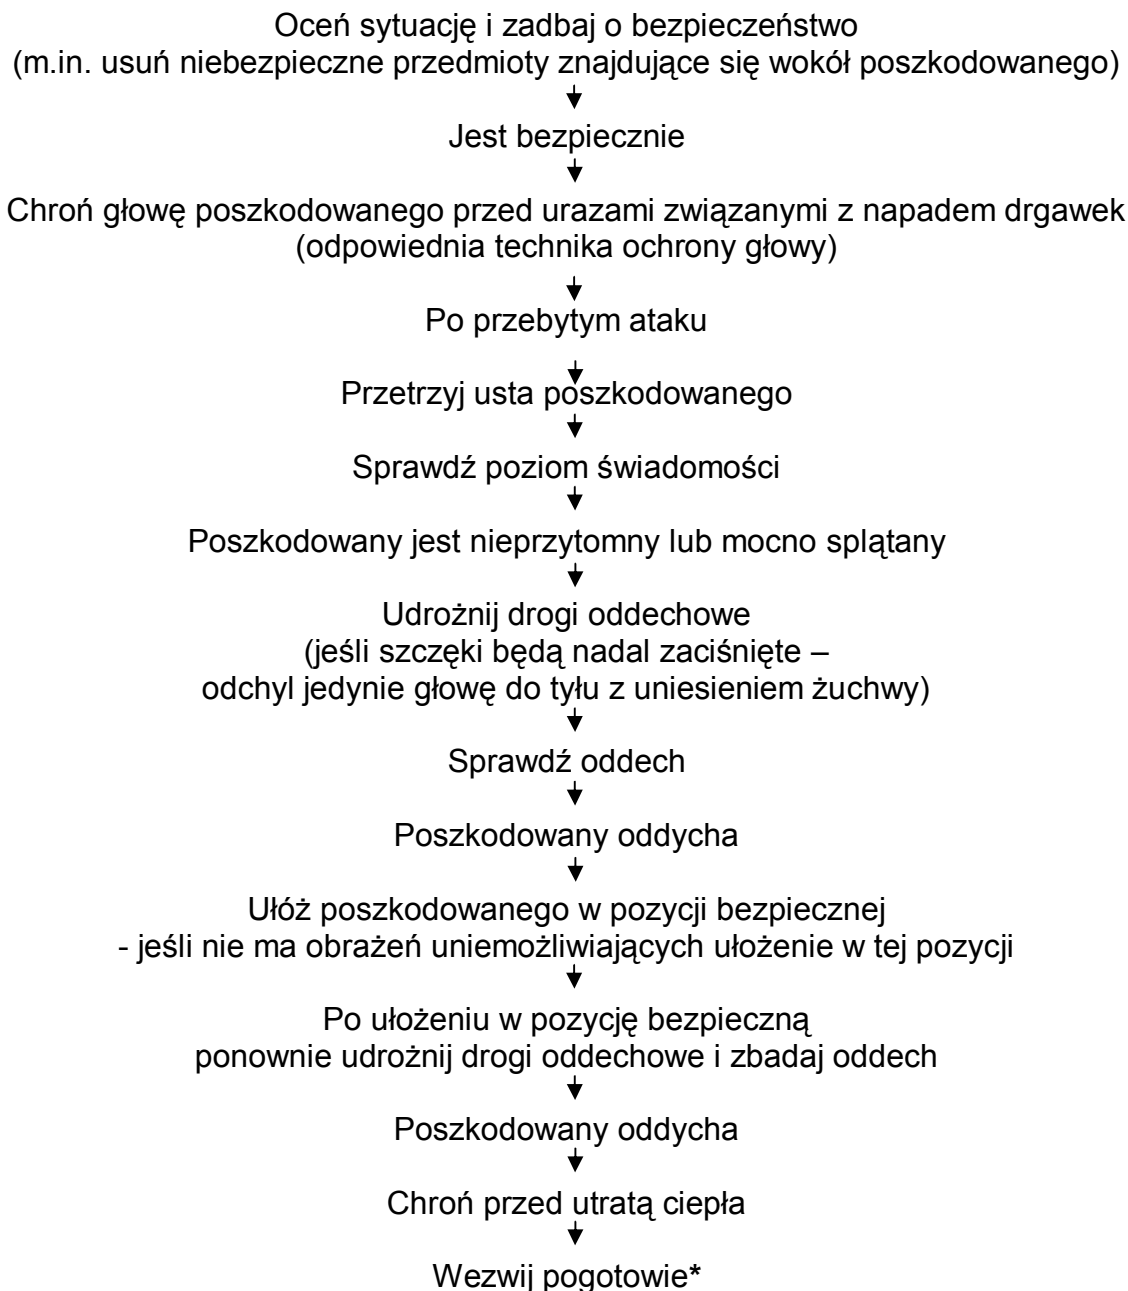 Oceń sytuację i zadbaj o bezpieczeństwo
(m.in. usuń niebezpieczne przedmioty znajdujące się wokół poszkodowanego)
Jest bezpiecznie
Chroń głowę poszkodowanego przed urazami związanymi z napadem drgawek
(odpowiednia technika ochrony głowy)
Po przebytym ataku
Przetrzyj usta poszkodowanego
Sprawdź poziom świadomości
Poszkodowany jest nieprzytomny lub mocno splątany
Udrożnij drogi oddechowe
(jeśli szczęki będą nadal zaciśnięte –
odchyl jedynie głowę do tyłu z uniesieniem żuchwy)
Sprawdź oddech
Poszkodowany oddycha
Ułóż poszkodowanego w pozycji bezpiecznej
- jeśli nie ma obrażeń uniemożliwiających ułożenie w tej pozycji
Po ułożeniu w pozycję bezpieczną
ponownie udrożnij drogi oddechowe i zbadaj oddech
Poszkodowany oddycha
Chroń przed utratą ciepła
Wezwij pogotowie*